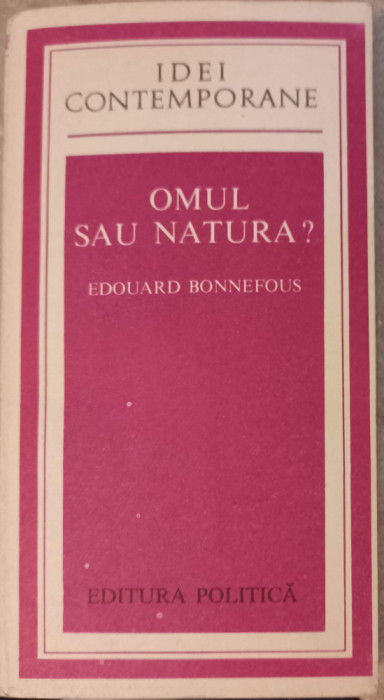 IDEI
CONTEMPORANE
OMUL
SAU NATURA?
EDOUARD BONNEFOUS
EDITURA POLITICĂ